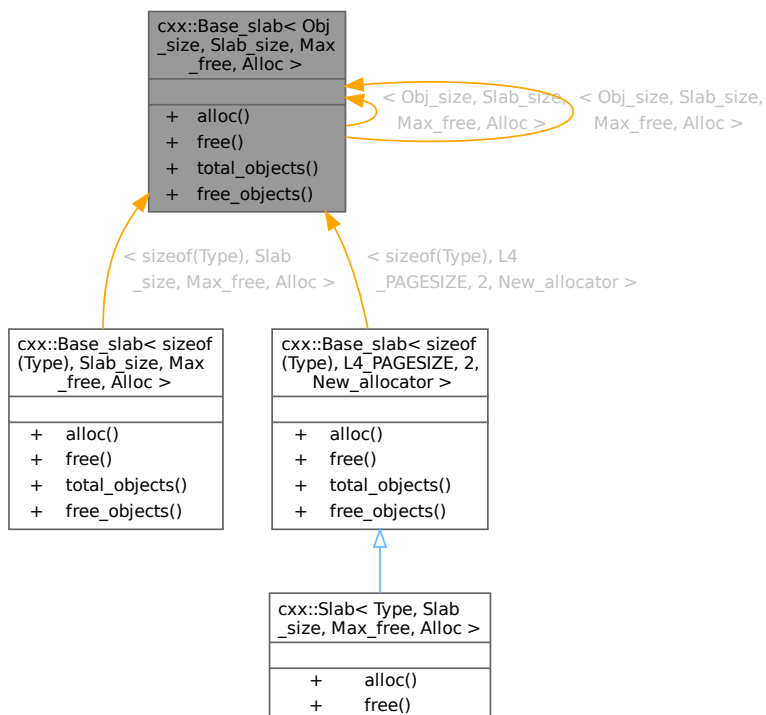 cxx::Base_slab< Obj
_size, Slab_size, Max
_free, Alloc >
+ alloc()
+ free()
+ total_objects()
+ free_objects()
< Obj_size, Slab_size,
Max_free, Alloc >
< Obj_size, Slab_size,
Max_free, Alloc >
< sizeof(Type), Slab
_size, Max_free, Alloc >
< sizeof(Type), L4
_PAGESIZE, 2, New_allocator >
cxx::Base_slab< sizeof
(Type), Slab_size, Max
_free, Alloc >
+ alloc()
+ free()
+ total_objects()
+ free_objects()
cxx::Base_slab< sizeof
(Type), L4_PAGESIZE, 2,
New_allocator >
+ alloc()
+ free()
+ total_objects()
+ free_objects()
cxx::Slab< Type, Slab
_size, Max_free, Alloc >
+ alloc()
+ free()